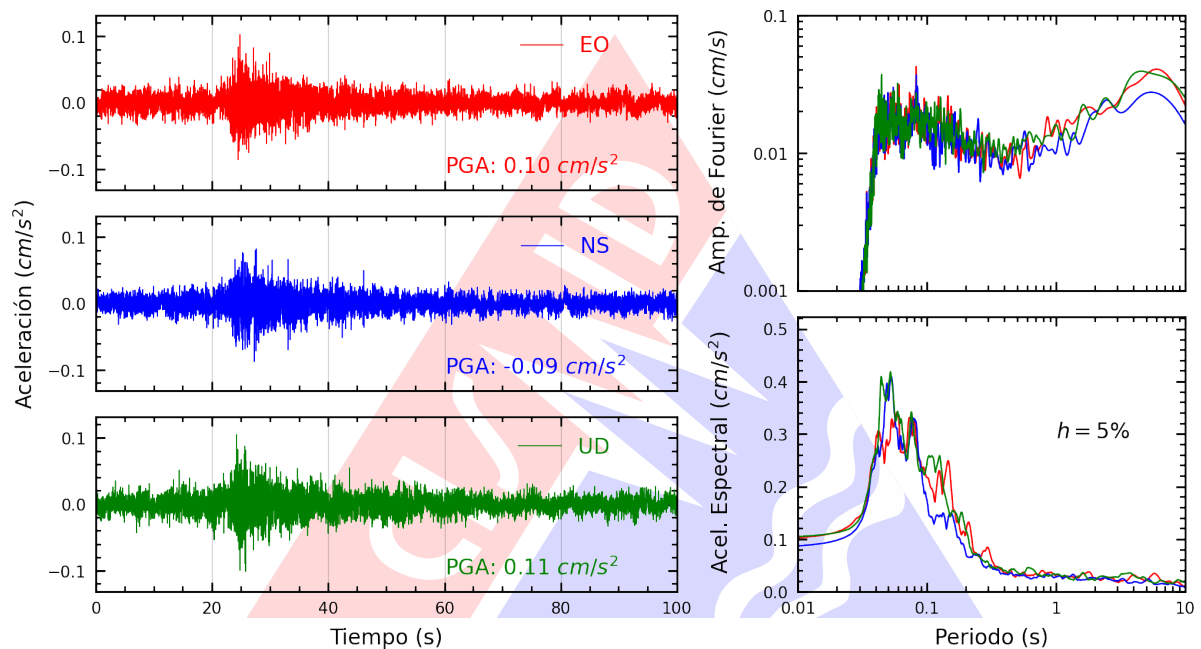 Aceleración (cm/s²)
0.1
0.0
−0.1
EO
PGA: 0.10 cm/s²
0.1
0.0
−0.1
NS
PGA: -0.09 cm/s²
0.1
0.0
−0.1
UD
PGA: 0.11 cm/s²
0 20 40 60 80 100
Tiempo (s)
Amp. de Fourier (cm/s)
0.1
0.01
0.001
Acel. Espectral (cm/s²)
0.5
0.4
0.3
0.2
0.1
0.0
h = 5%
0.01 0.1 1 10
Periodo (s)
CISMID